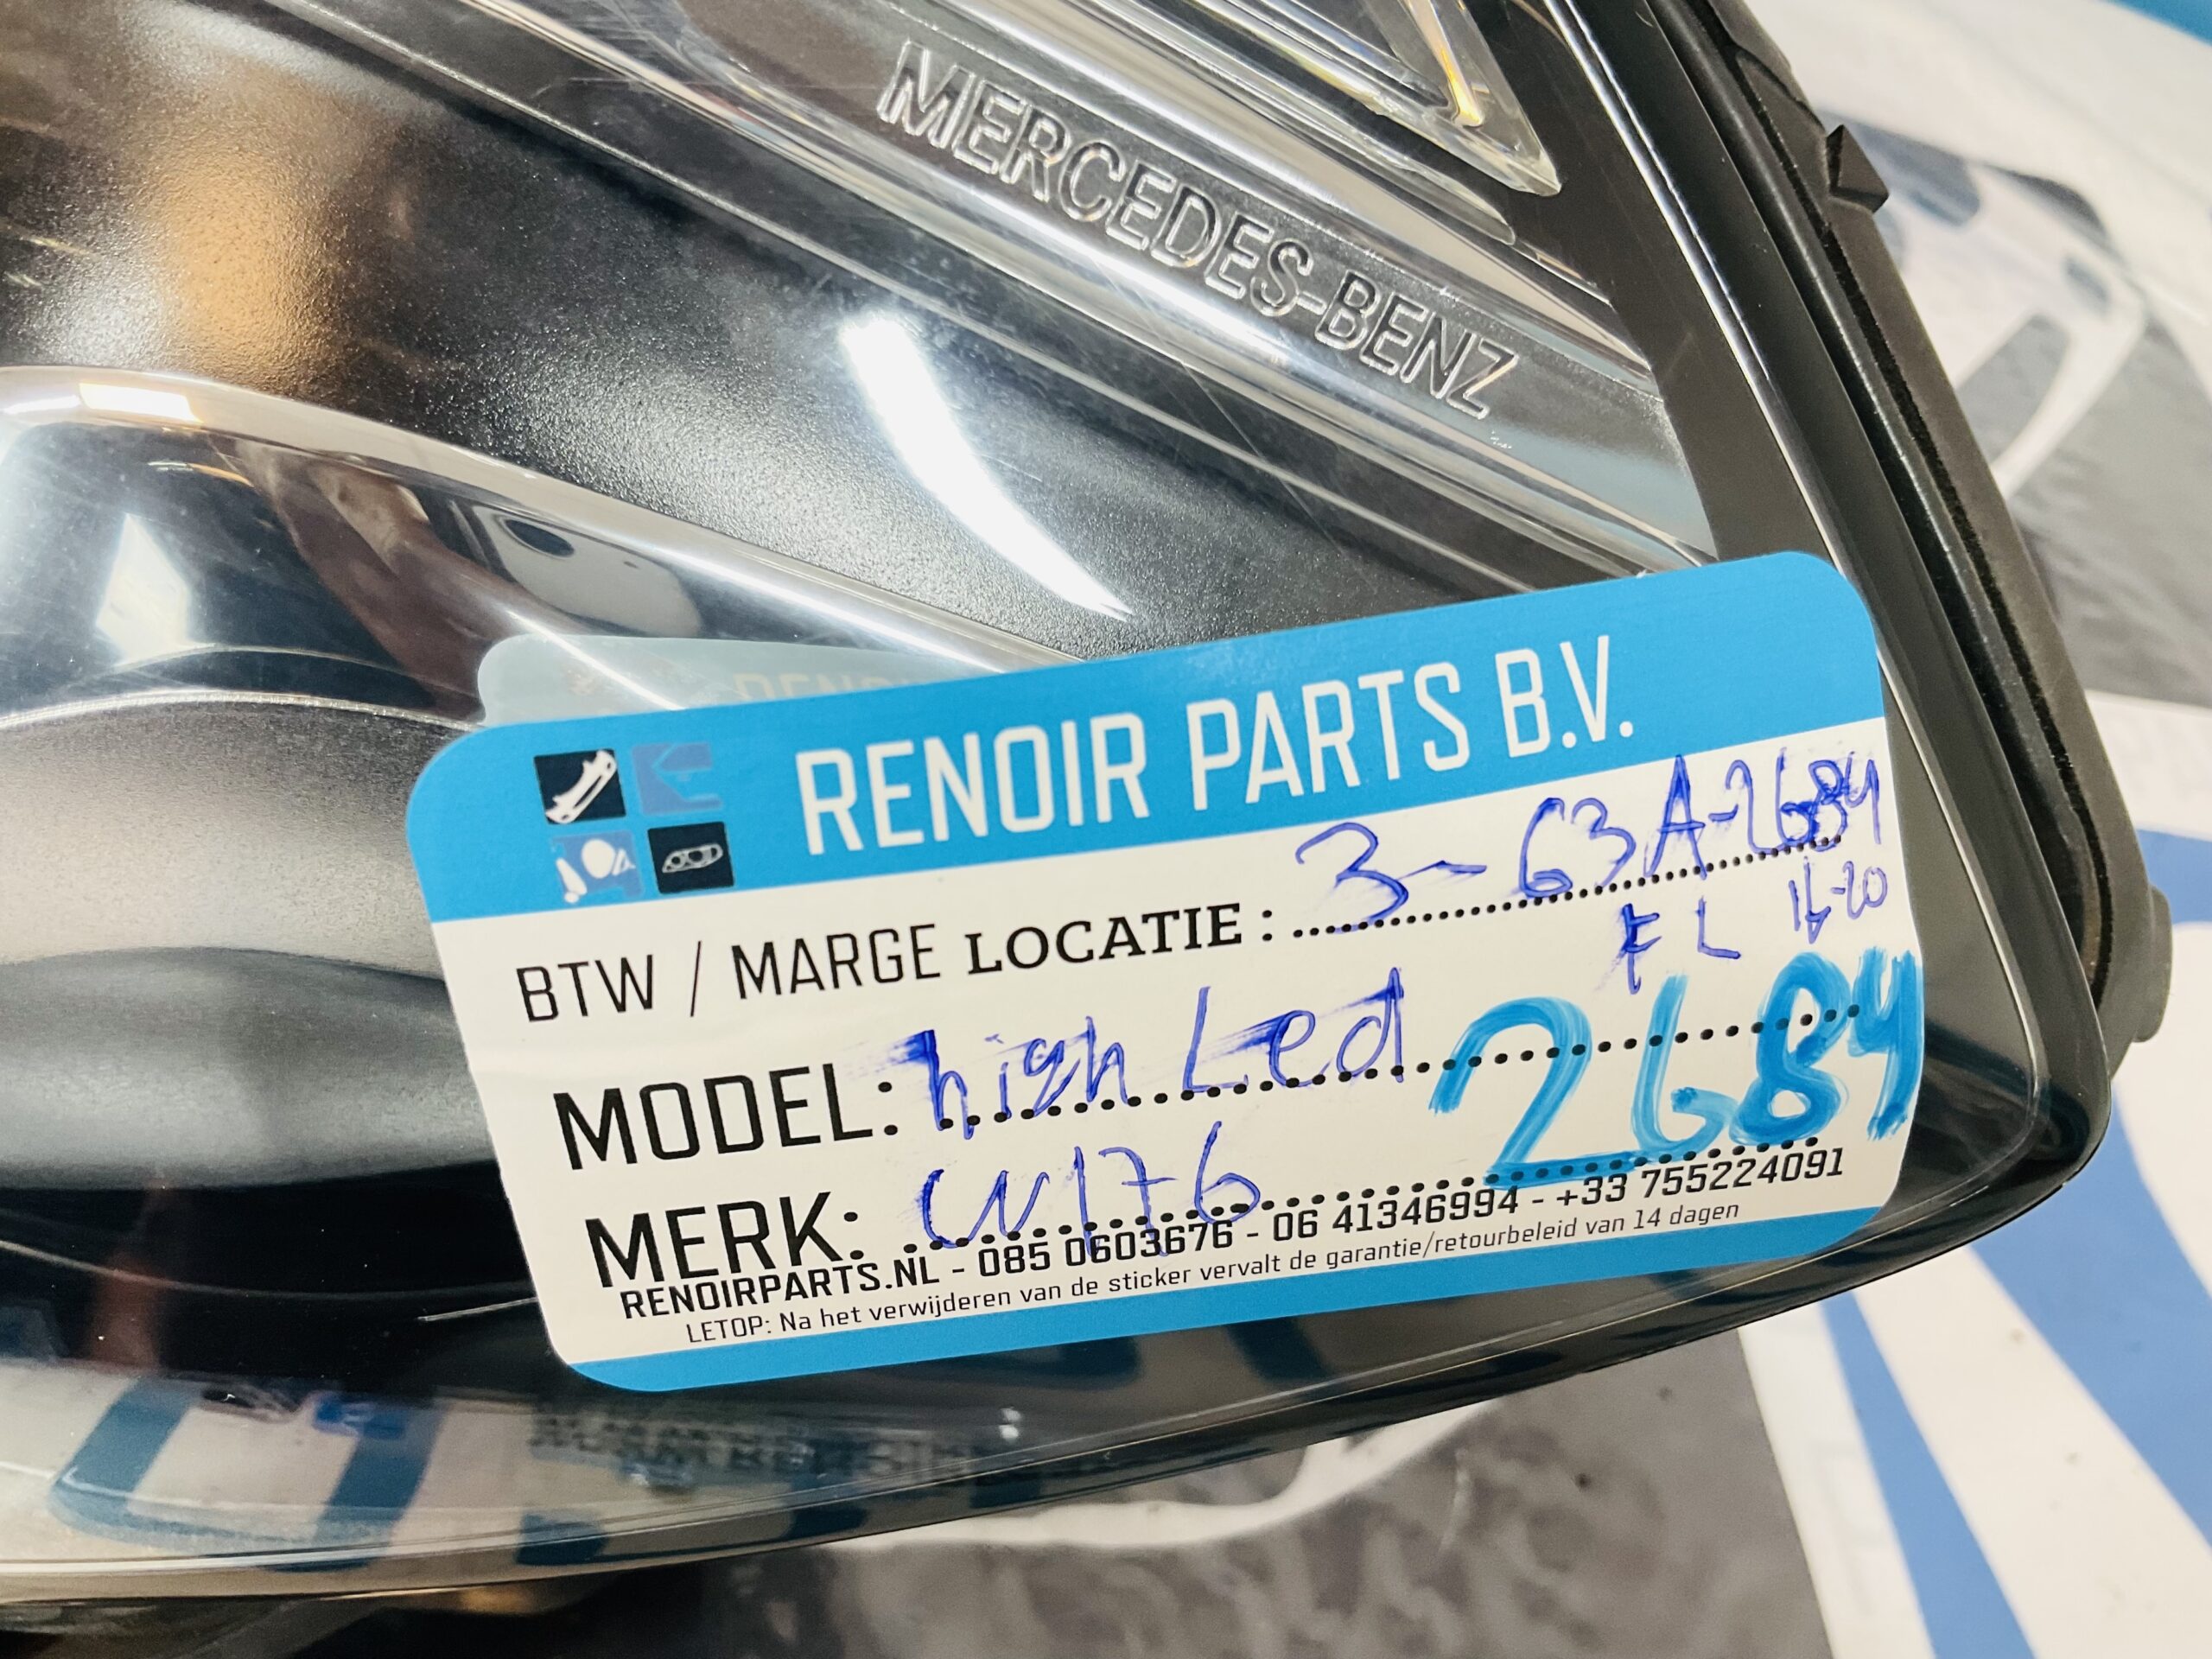 MERCEDES-BENZ
RENOIR PARTS B.V.
BTW / MARGE LOCATIE : 3-63A-2684
FL 16-20
MODEL: high Led 2684
MERK: W176
RENOIRPARTS.NL - 085 0603676 - 06 41346994 - +33 755224091
LETOP: Na het verwijderen van de sticker vervalt de garantie/retourbeleid van 14 dagen